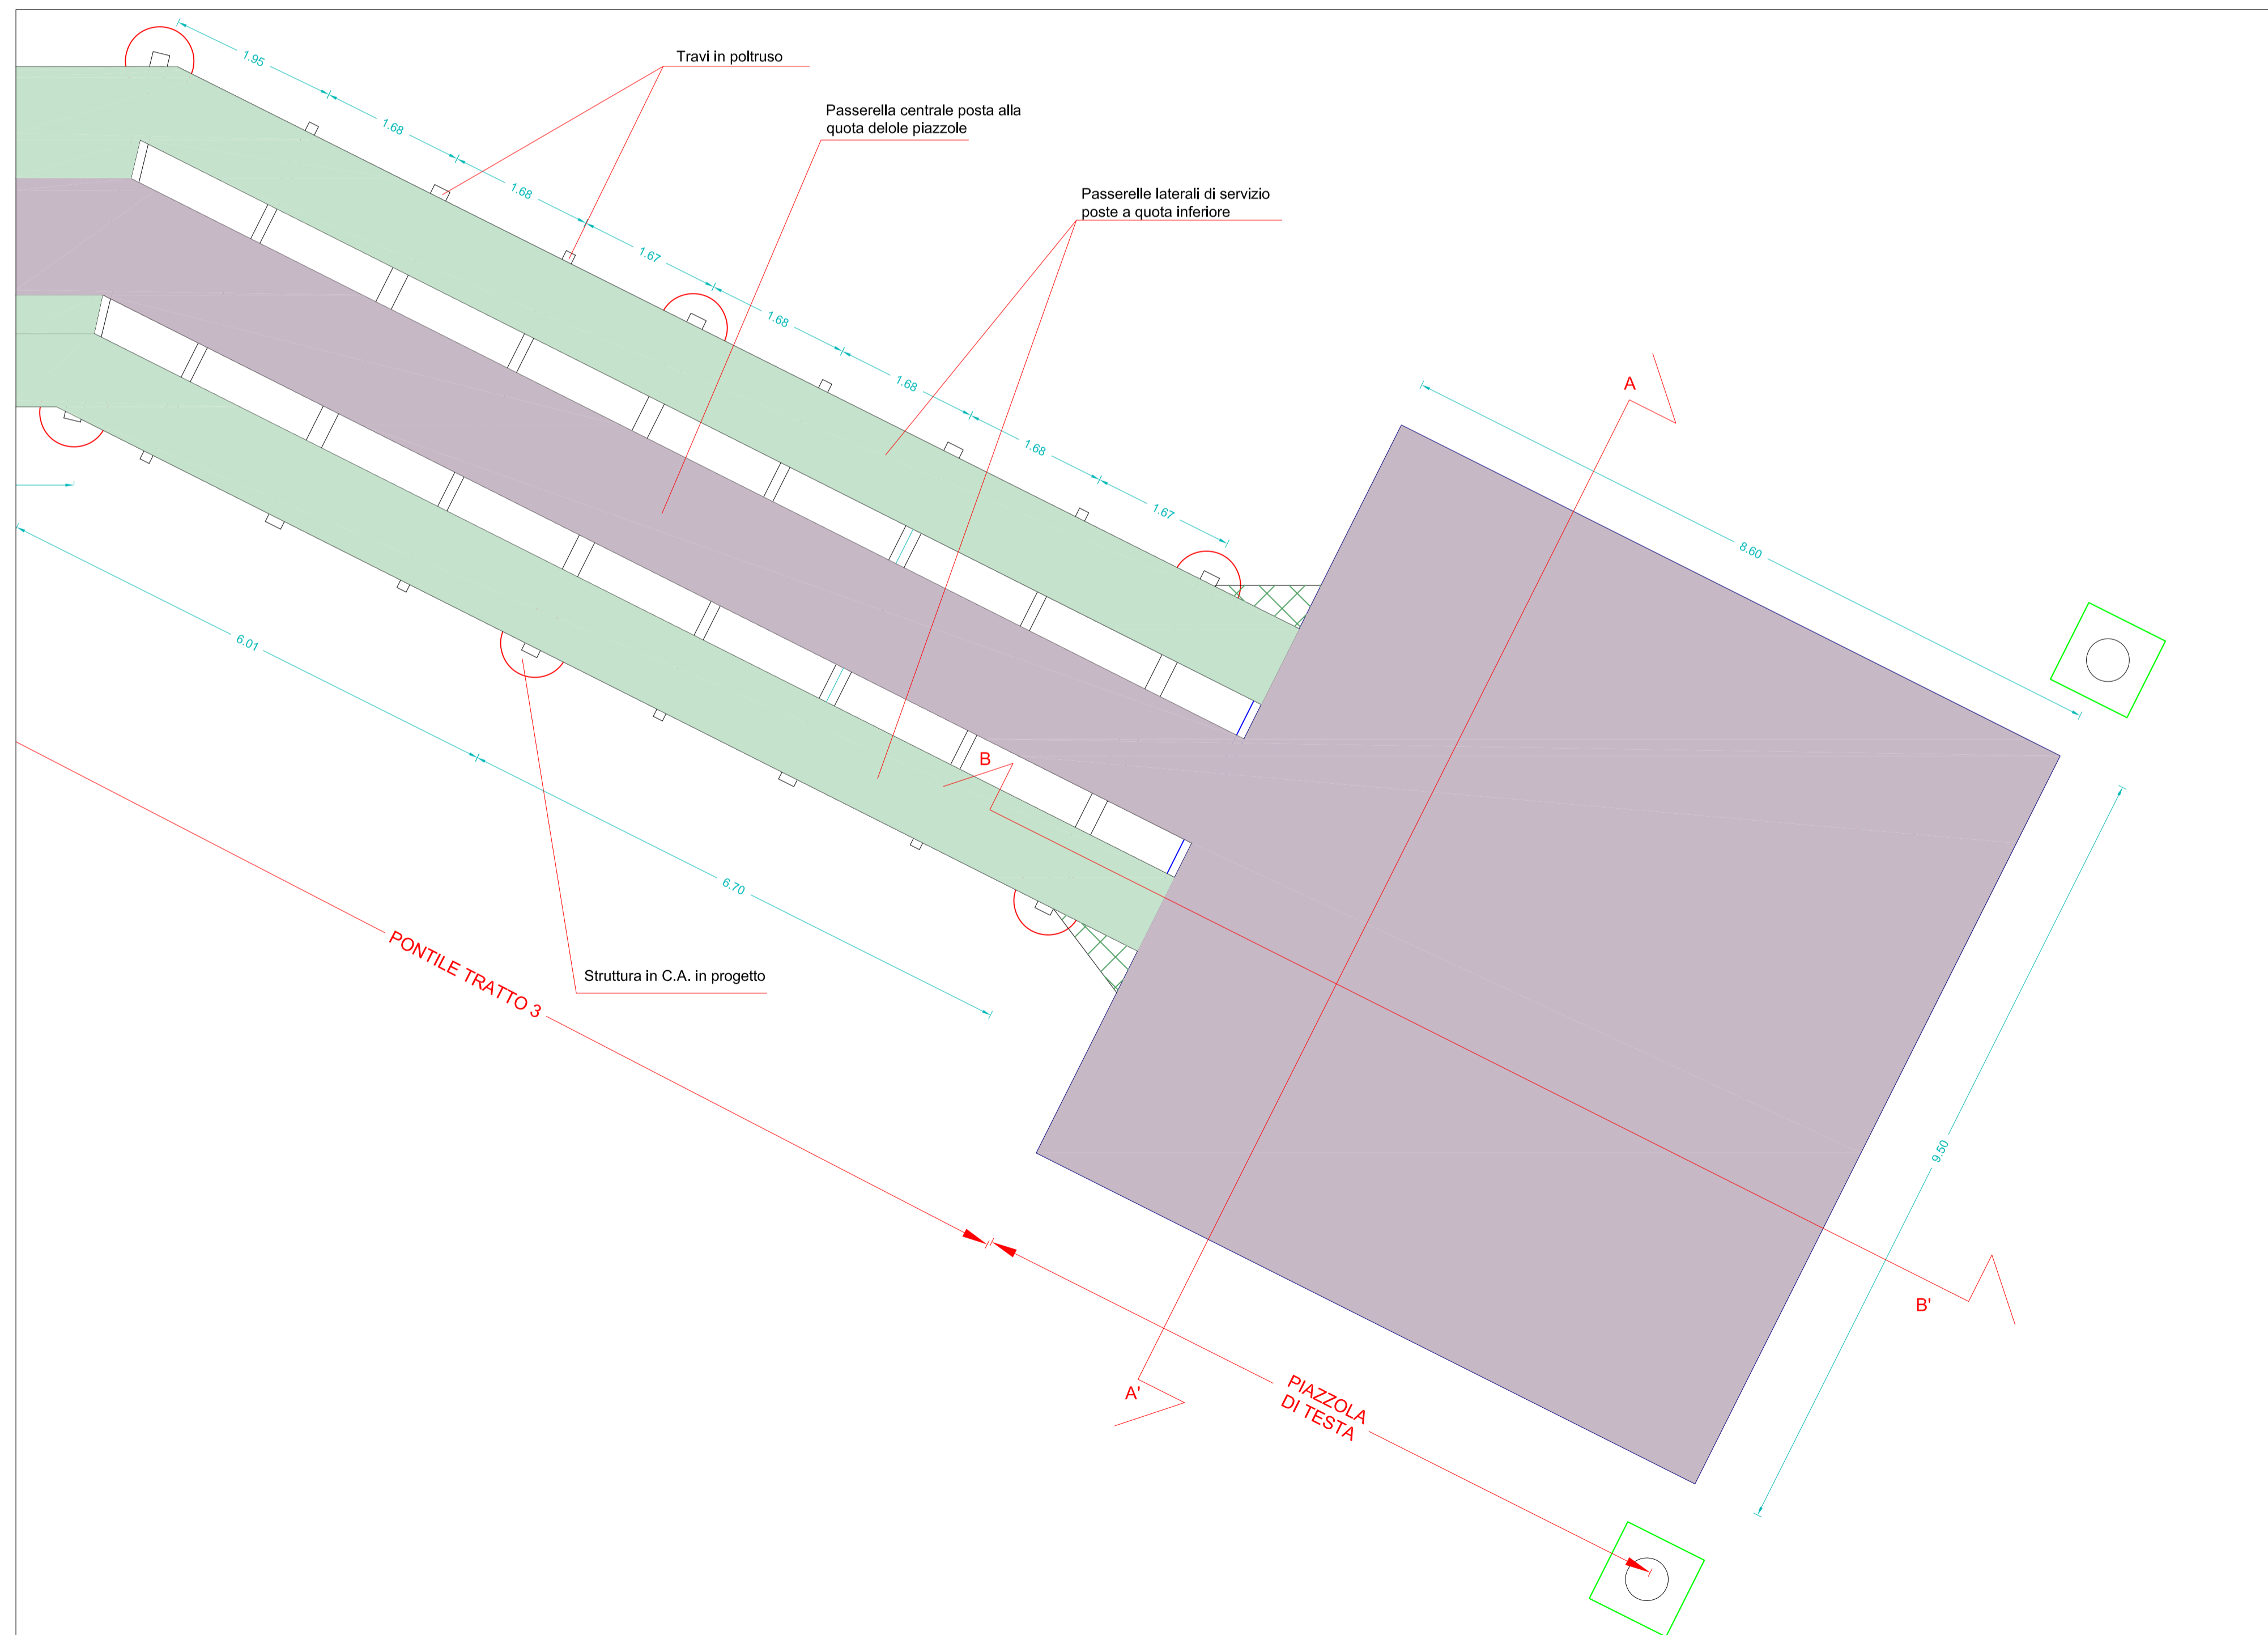 1.95
Travi in poltruso
1.68
Passerella centrale posta alla
quota delole piazzole
1.68
Passerelle laterali di servizio
poste a quota inferiore
1.67
1.68
1.68
A
1.68
1.67
8.60
6.01
B
6.70
PONTILE TRATTO 3
Struttura in C.A. in progetto
9.50
B'
A'
PIAZZOLA
DI TESTA